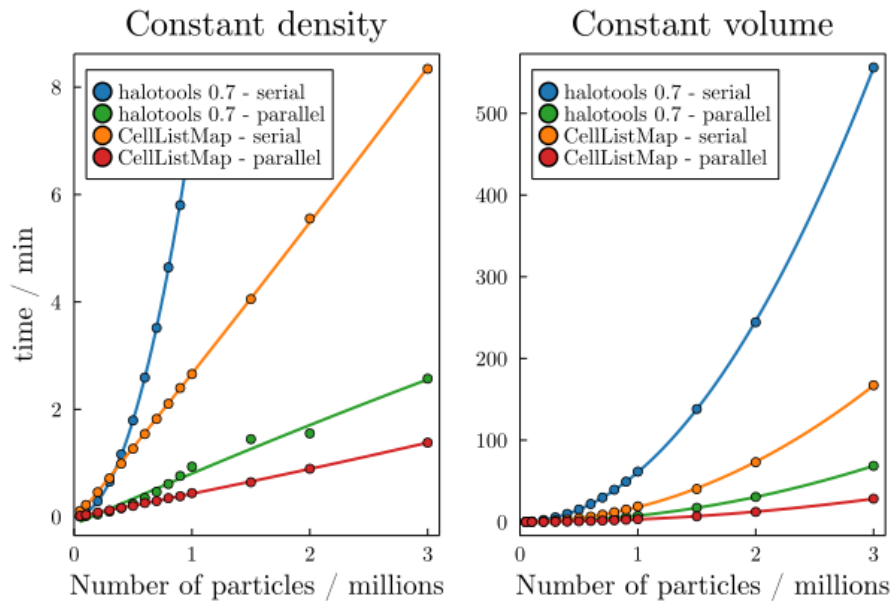 Constant density
8
6
4
2
0
time / min
halotools 0.7 - serial
halotools 0.7 - parallel
CellListMap - serial
CellListMap - parallel
0 1 2 3
Number of particles / millions
Constant volume
500
400
300
200
100
0
halotools 0.7 - serial
halotools 0.7 - parallel
CellListMap - serial
CellListMap - parallel
0 1 2 3
Number of particles / millions